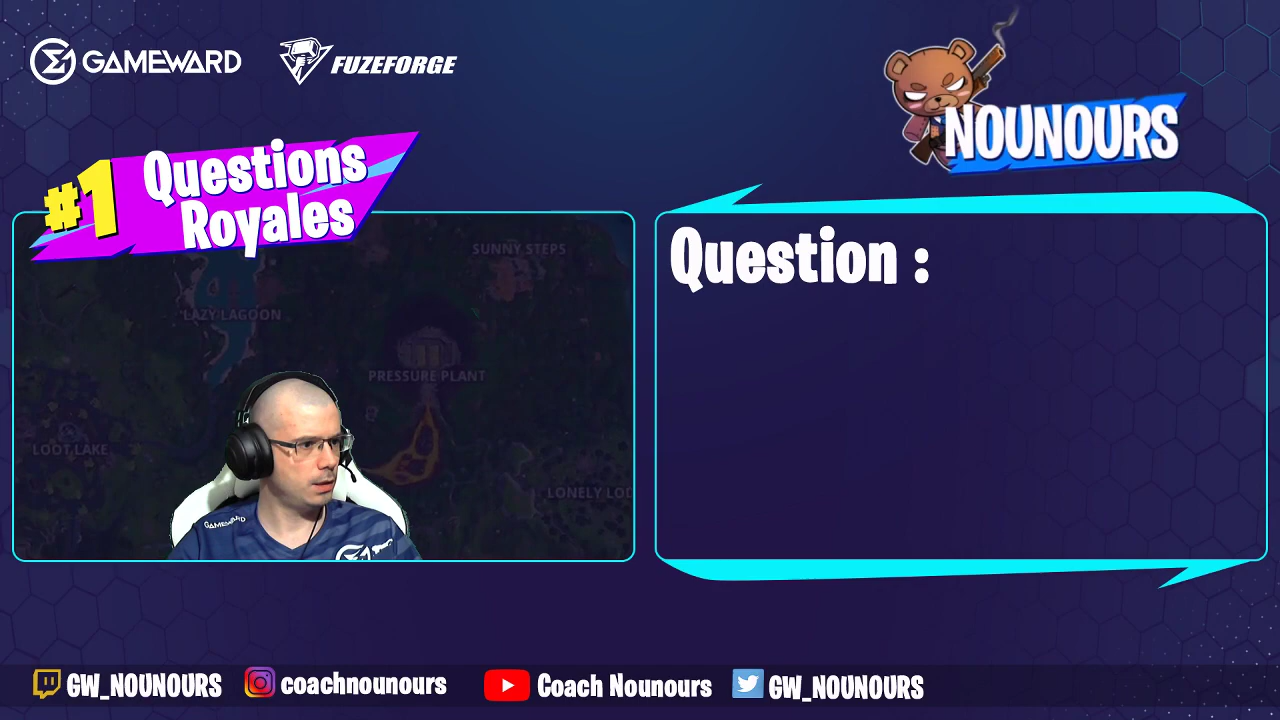 GAMEWARD
FUZEFORGE
NOUNOURS
#1 Questions
Royales
Question :
SUNNY STEPS
LAZY LAGOON
PRESSURE PLANT
LOOT LAKE
LONELY LOD
GAMEWARD
GW_NOUNOURS
coachnounours
Coach Nounours
GW_NOUNOURS